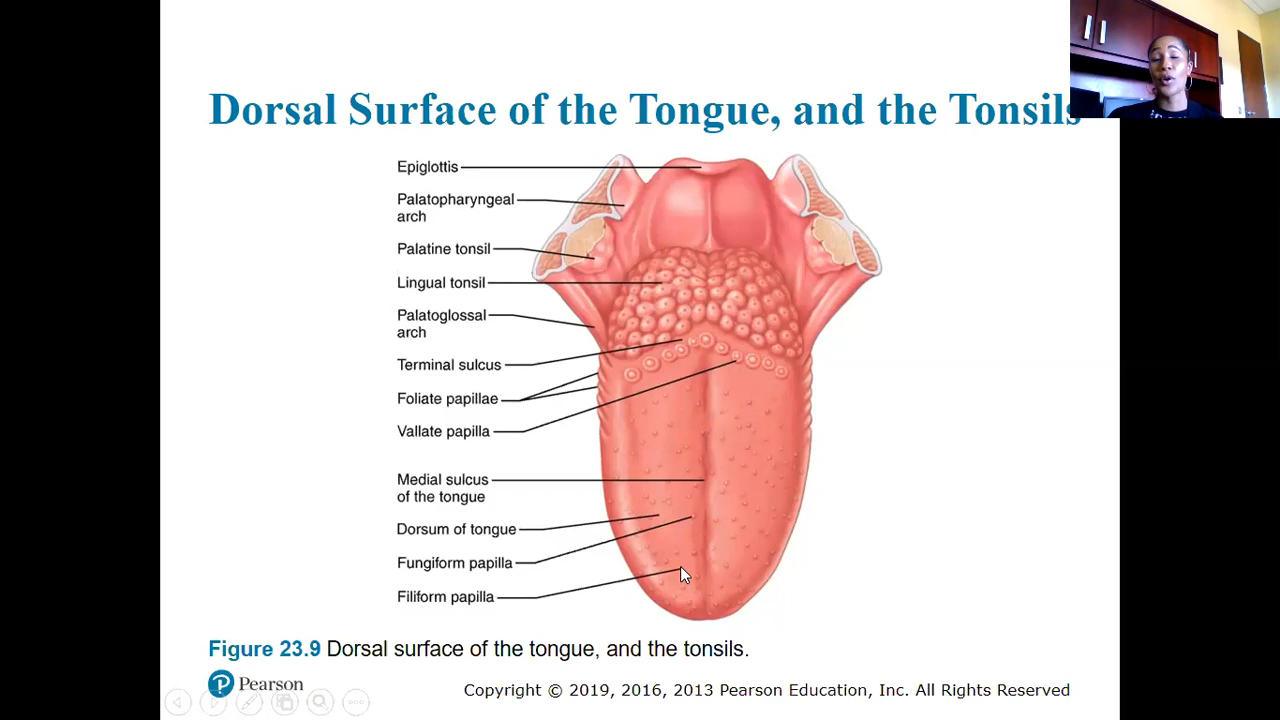 Dorsal Surface of the Tongue, and the Tonsils
Epiglottis
Palatopharyngeal
arch
Palatine tonsil
Lingual tonsil
Palatoglossal
arch
Terminal sulcus
Foliate papillae
Vallate papilla
Medial sulcus
of the tongue
Dorsum of tongue
Fungiform papilla
Filiform papilla
Figure 23.9 Dorsal surface of the tongue, and the tonsils.
Pearson
Copyright © 2019, 2016, 2013 Pearson Education, Inc. All Rights Reserved